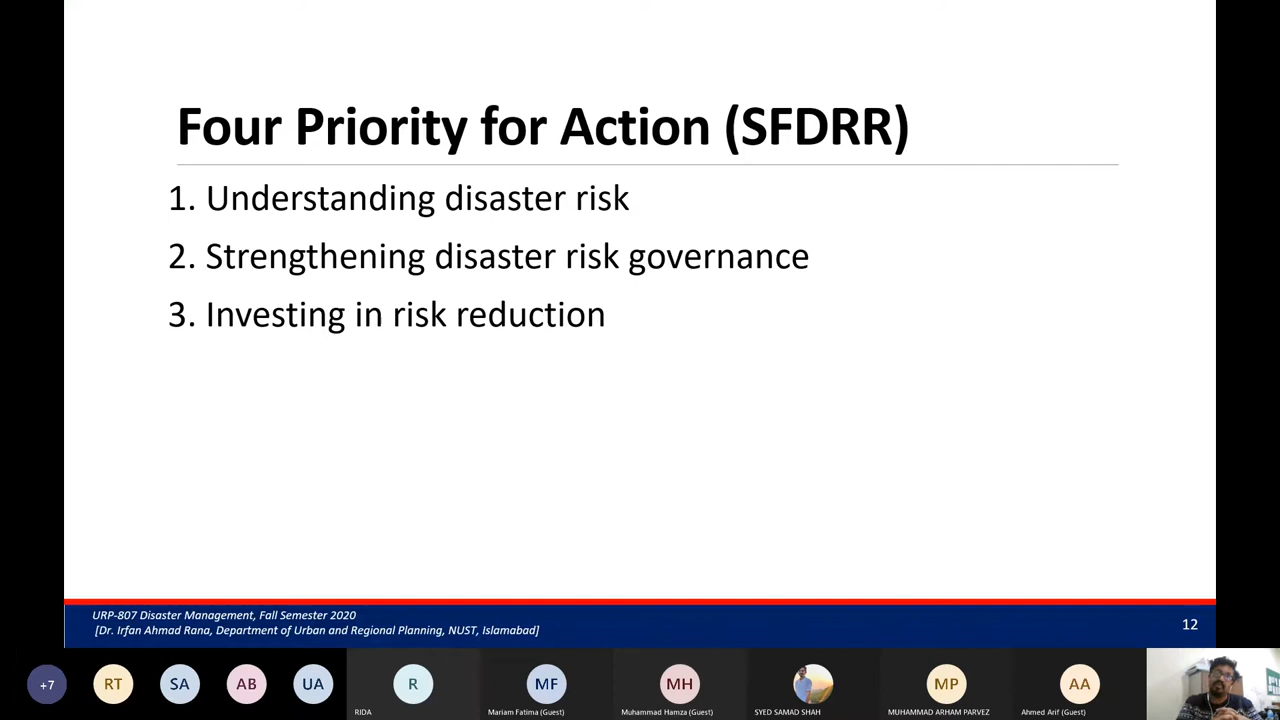 Four Priority for Action (SFDRR)
1. Understanding disaster risk
2. Strengthening disaster risk governance
3. Investing in risk reduction
URP-807 Disaster Management, Fall Semester 2020
[Dr. Irfan Ahmad Rana, Department of Urban and Regional Planning, NUST, Islamabad]
12
+7
RT
SA
AB
UA
R
MF
MH
MP
AA
RIDA
Mariam Fatima (Guest)
Muhammad Hamza (Guest)
SYED SAMAD SHAH
MUHAMMAD ARHAM PARVEZ
Ahmed Arif (Guest)